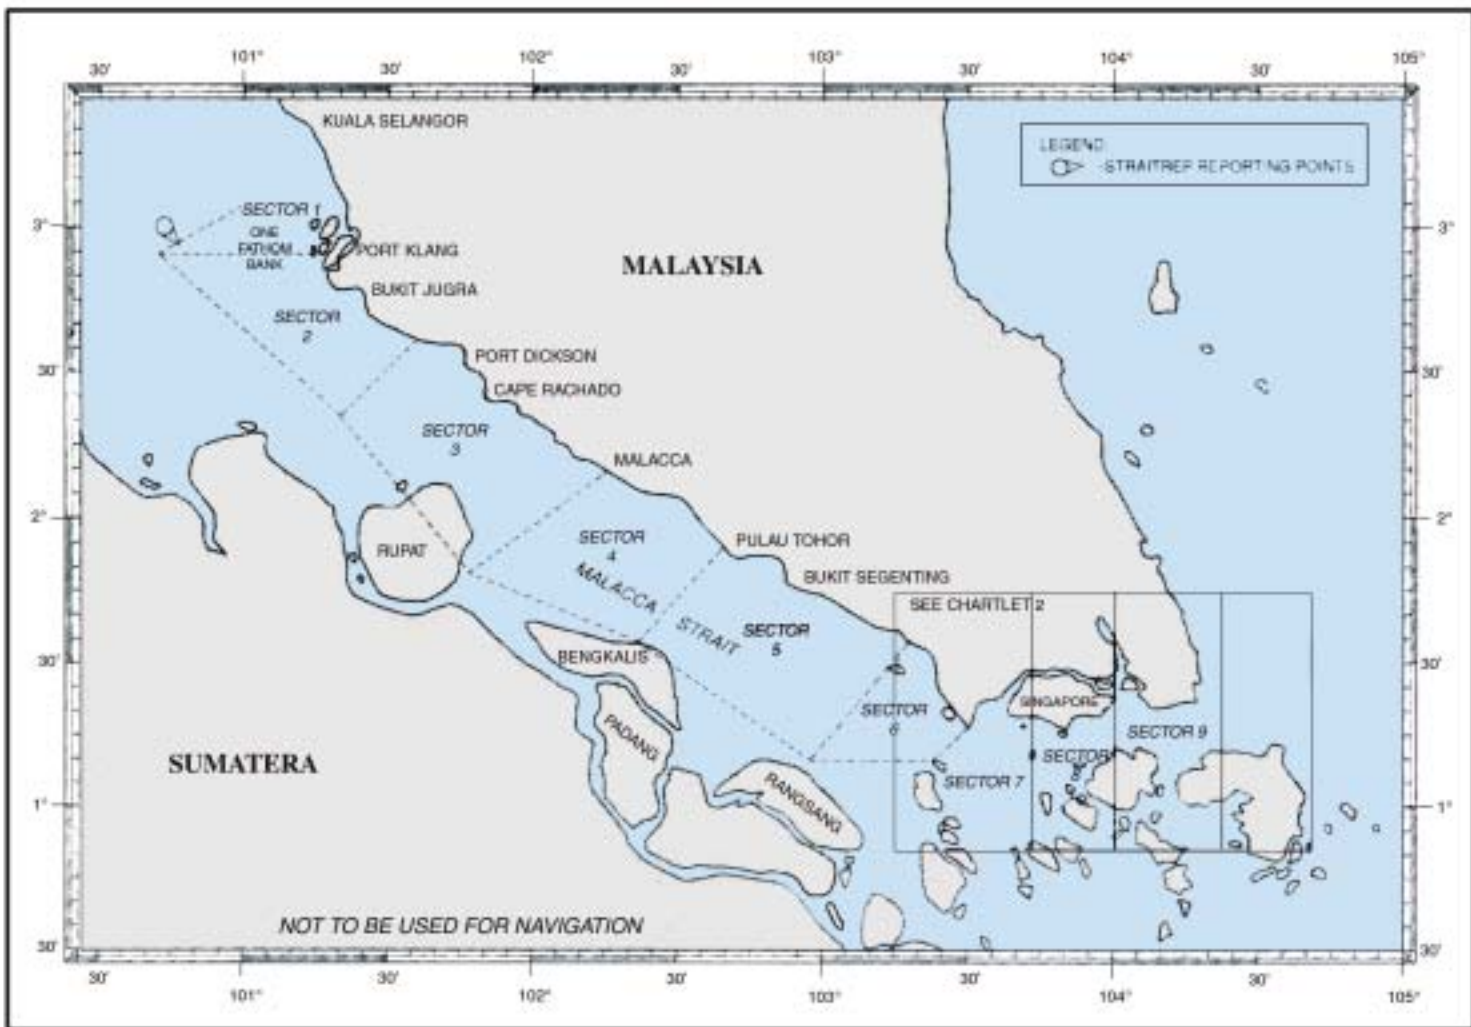 30' 101° 30' 102° 30' 103° 30' 104° 30' 105°
KUALA SELANGOR
LEGEND:
-STRAITREP REPORTING POINTS
SECTOR 1
3°
3°
ONE
FATHOM
BANK
PORT KLANG
MALAYSIA
BUKIT JUGRA
SECTOR
2
PORT DICKSON
30'
30'
CAPE RACHADO
SECTOR
3
MALACCA
2°
2°
SECTOR
4
PULAU TOHOR
RUPAT
MALACCA
BUKIT SEGENTING
SEE CHARTLET 2
STRAIT
SECTOR
5
BENGKALIS
30'
30'
SINGAPORE
SECTOR
6
PADANG
SECTOR 9
SUMATERA
SECTOR
RANGSANG
SECTOR 7
1°
1°
NOT TO BE USED FOR NAVIGATION
30'
30'
30' 101° 30' 102° 30' 103° 30' 104° 30' 105°